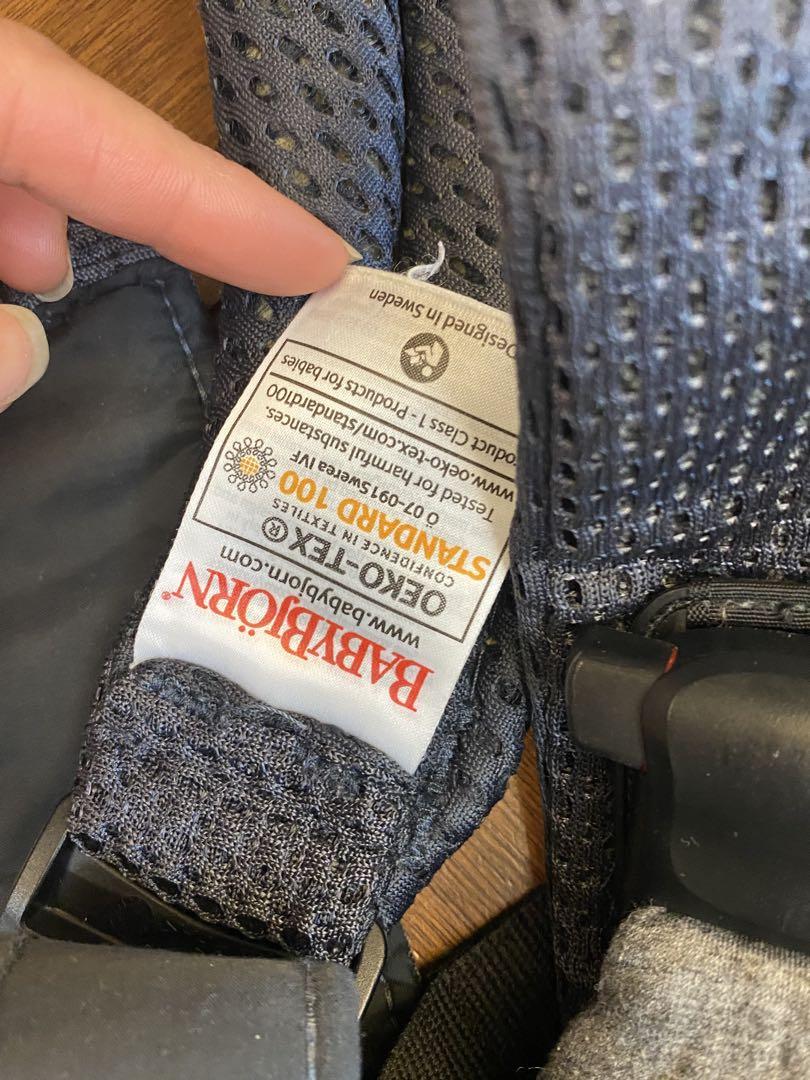 BABYBJÖRN®
www.babybjorn.com
OEKO-TEX®
CONFIDENCE IN TEXTILES
STANDARD 100
Ö 07-091 Swerea IVF
Tested for harmful substances.
www.oeko-tex.com/standard100
Product Class 1 - Products for babies
Designed In Sweden